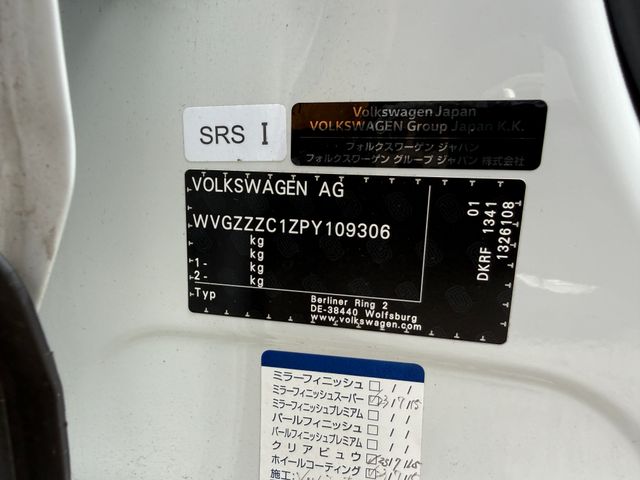 SRS I
Volkswagen Japan
VOLKSWAGEN Group Japan K.K.
フォルクスワーゲン ジャパン
フォルクスワーゲン グループ ジャパン 株式会社
VOLKSWAGEN AG
WVGZZZC1ZPY109306
kg
kg
1- kg
2- kg
Typ
Berliner Ring 2
DE-38440 Wolfsburg
www.volkswagen.com
01
DKRF 1341
1326108
ミラーフィニッシュ □ / /
ミラーフィニッシュスーパー
ミラーフィニッシュプレミアム □ / /
パールフィニッシュ □ / /
パールフィニッシュプレミアム □ / /
クリアビュウ
ホイールコーティング
施工: